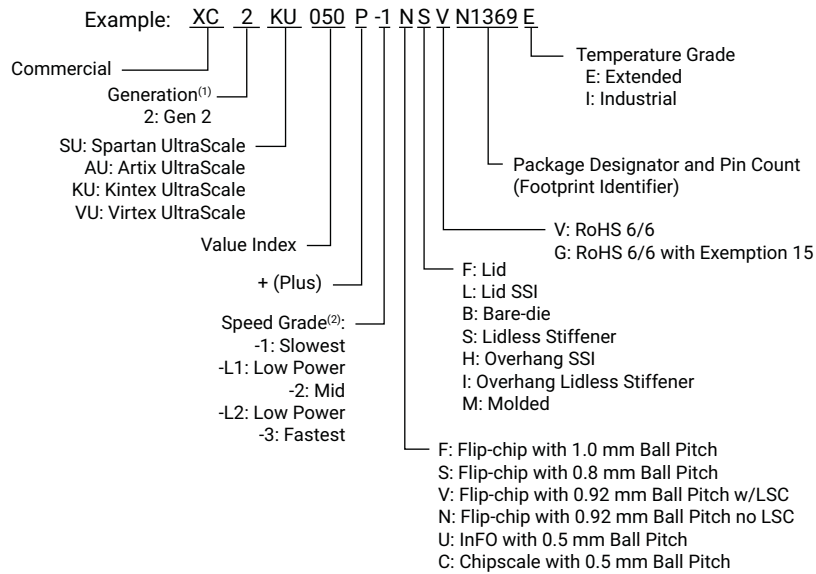 Example: XC 2 KU 050 P -1 N S V N1369 E
Commercial
Generation(1)
2: Gen 2
SU: Spartan UltraScale
AU: Artix UltraScale
KU: Kintex UltraScale
VU: Virtex UltraScale
Value Index
+ (Plus)
Speed Grade(2):
-1: Slowest
-L1: Low Power
-2: Mid
-L2: Low Power
-3: Fastest
Temperature Grade
E: Extended
I: Industrial
Package Designator and Pin Count
(Footprint Identifier)
V: RoHS 6/6
G: RoHS 6/6 with Exemption 15
F: Lid
L: Lid SSI
B: Bare-die
S: Lidless Stiffener
H: Overhang SSI
I: Overhang Lidless Stiffener
M: Molded
F: Flip-chip with 1.0 mm Ball Pitch
S: Flip-chip with 0.8 mm Ball Pitch
V: Flip-chip with 0.92 mm Ball Pitch w/LSC
N: Flip-chip with 0.92 mm Ball Pitch no LSC
U: InFO with 0.5 mm Ball Pitch
C: Chipscale with 0.5 mm Ball Pitch